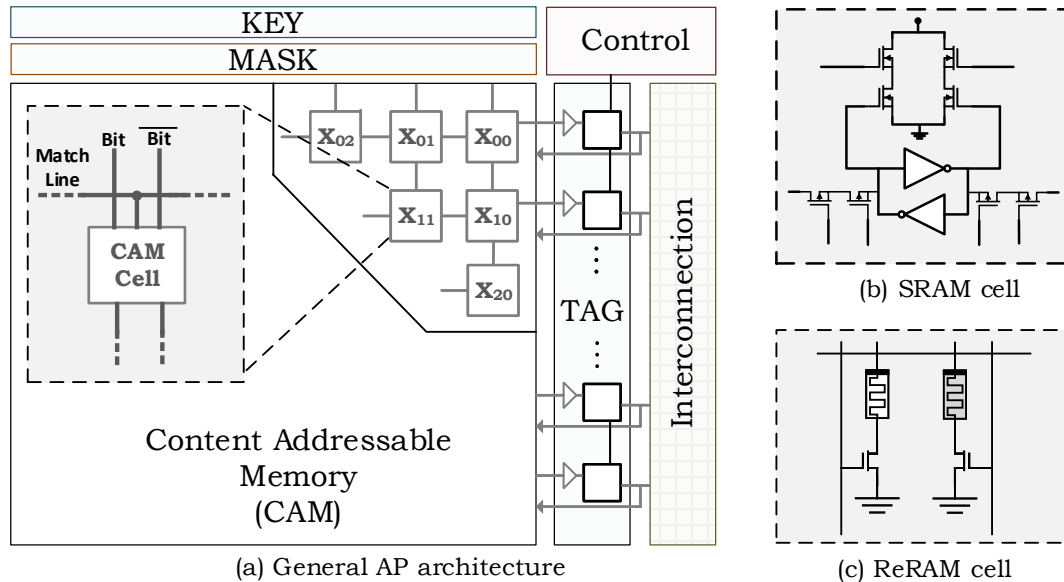 KEY
MASK
Control
Bit
B̅i̅t̅
Match
Line
CAM
Cell
X₀₂
X₀₁
X₀₀
X₁₁
X₁₀
X₂₀
TAG
Interconnection
Content Addressable
Memory
(CAM)
(a) General AP architecture
(b) SRAM cell
(c) ReRAM cell